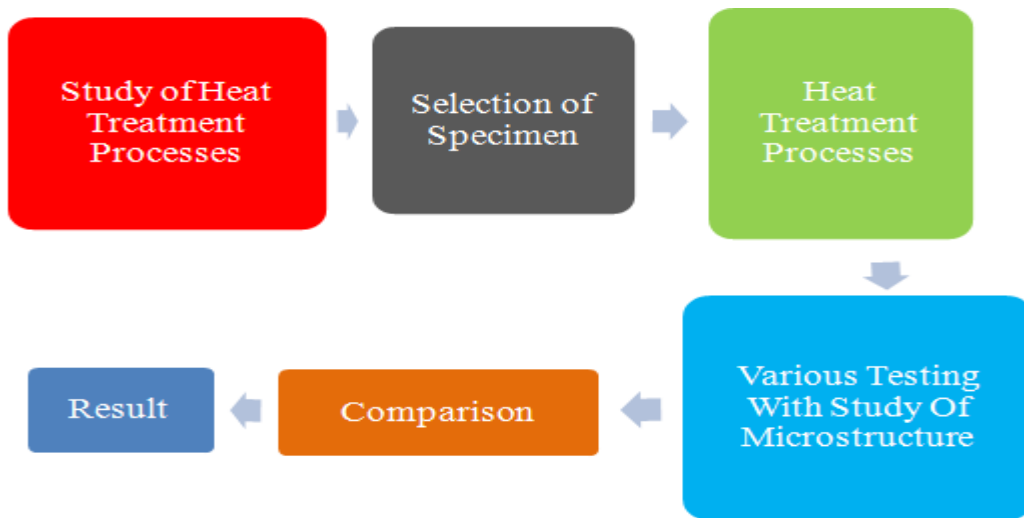 Study of Heat
Treatment
Processes
Selection of
Specimen
Heat
Treatment
Processes
Various Testing
With Study Of
Microstructure
Comparison
Result